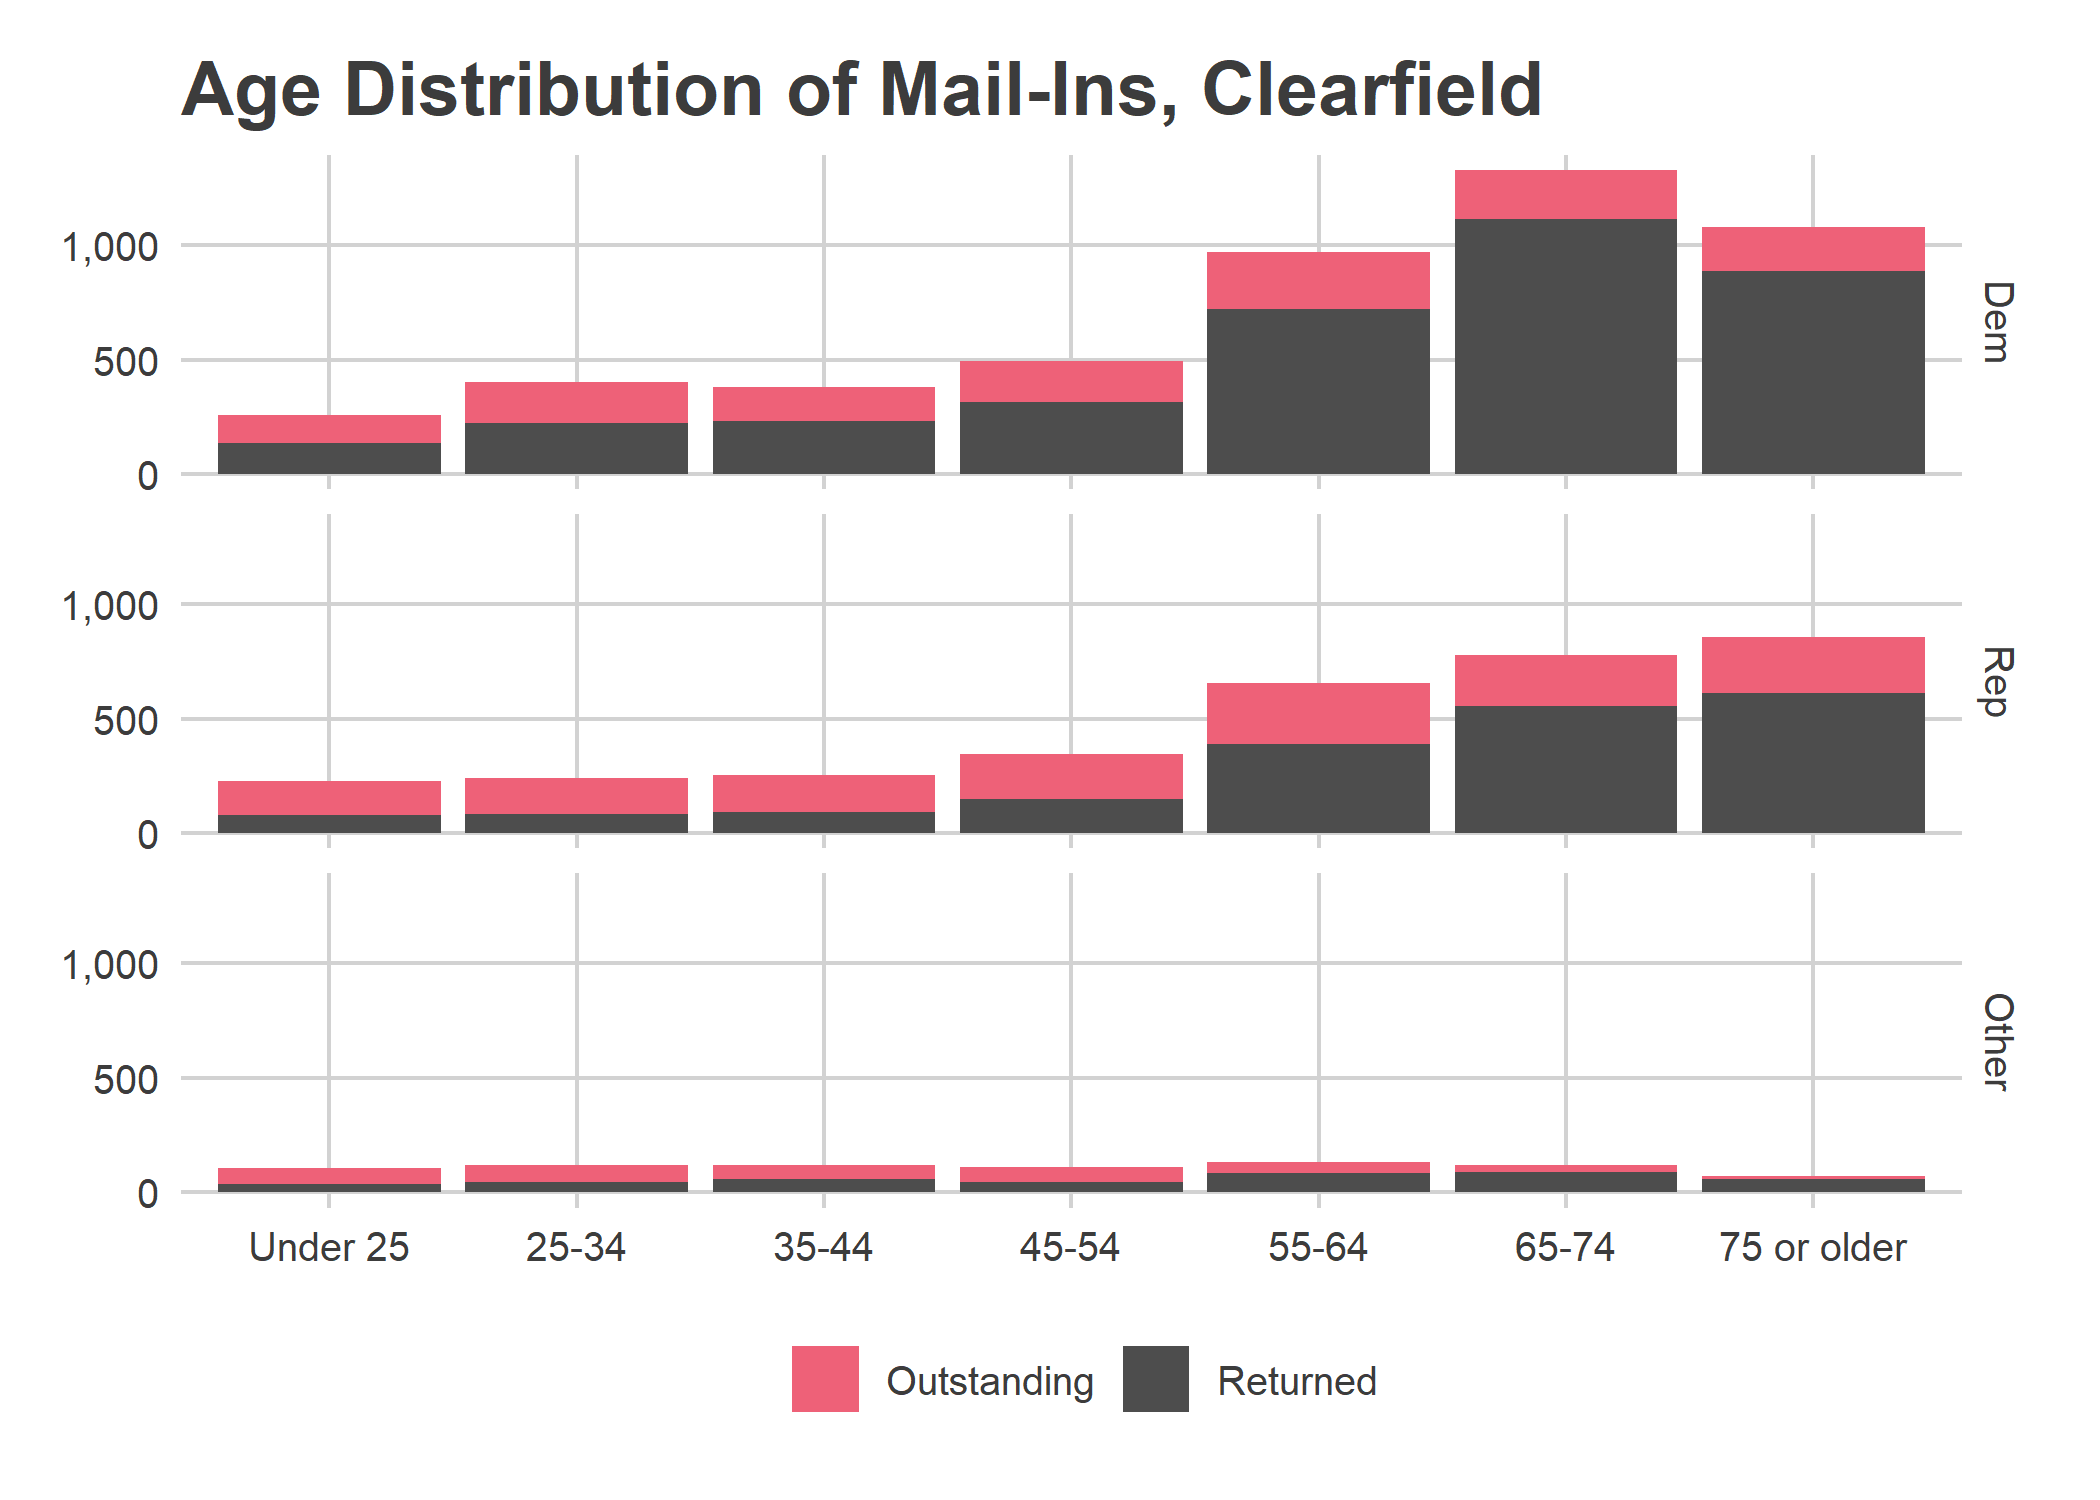 Age Distribution of Mail-Ins, Clearfield
1,000
500
0
Dem
1,000
500
0
Rep
1,000
500
0
Other
Under 25
25-34
35-44
45-54
55-64
65-74
75 or older
Outstanding
Returned